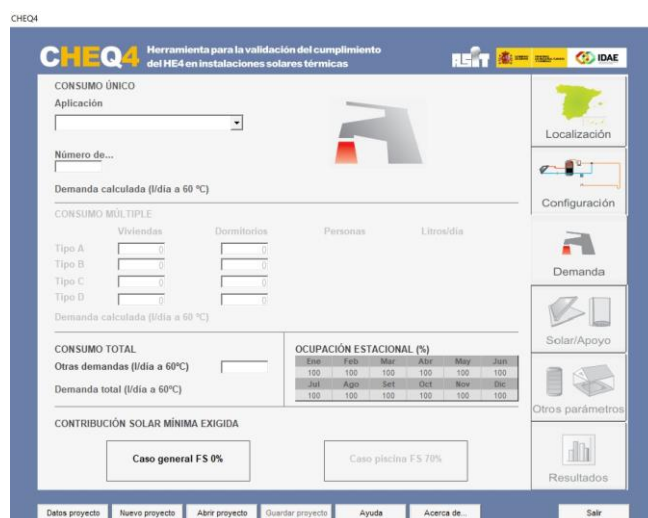 CHEQ4
CHEQ4
Herramienta para la validación del cumplimiento
del HE4 en instalaciones solares térmicas
IDAE
CONSUMO ÚNICO
Aplicación
Número de...
Demanda calculada (l/día a 60 ºC)
CONSUMO MÚLTIPLE
Viviendas Dormitorios Personas Litros/día
Tipo A 0 0
Tipo B 0 0
Tipo C 0 0
Tipo D 0 0
Demanda calculada (l/día a 60 ºC)
CONSUMO TOTAL
Otras demandas (l/día a 60ºC)
Demanda total (l/día a 60ºC)
OCUPACIÓN ESTACIONAL (%)
Ene Feb Mar Abr May Jun
100 100 100 100 100 100
Jul Ago Set Oct Nov Dic
100 100 100 100 100 100
CONTRIBUCIÓN SOLAR MÍNIMA EXIGIDA
Caso general FS 0%
Caso piscina FS 70%
Localización
Configuración
Demanda
Solar/Apoyo
Otros parámetros
Resultados
Datos proyecto
Nuevo proyecto
Abrir proyecto
Guardar proyecto
Ayuda
Acerca de...
Salir